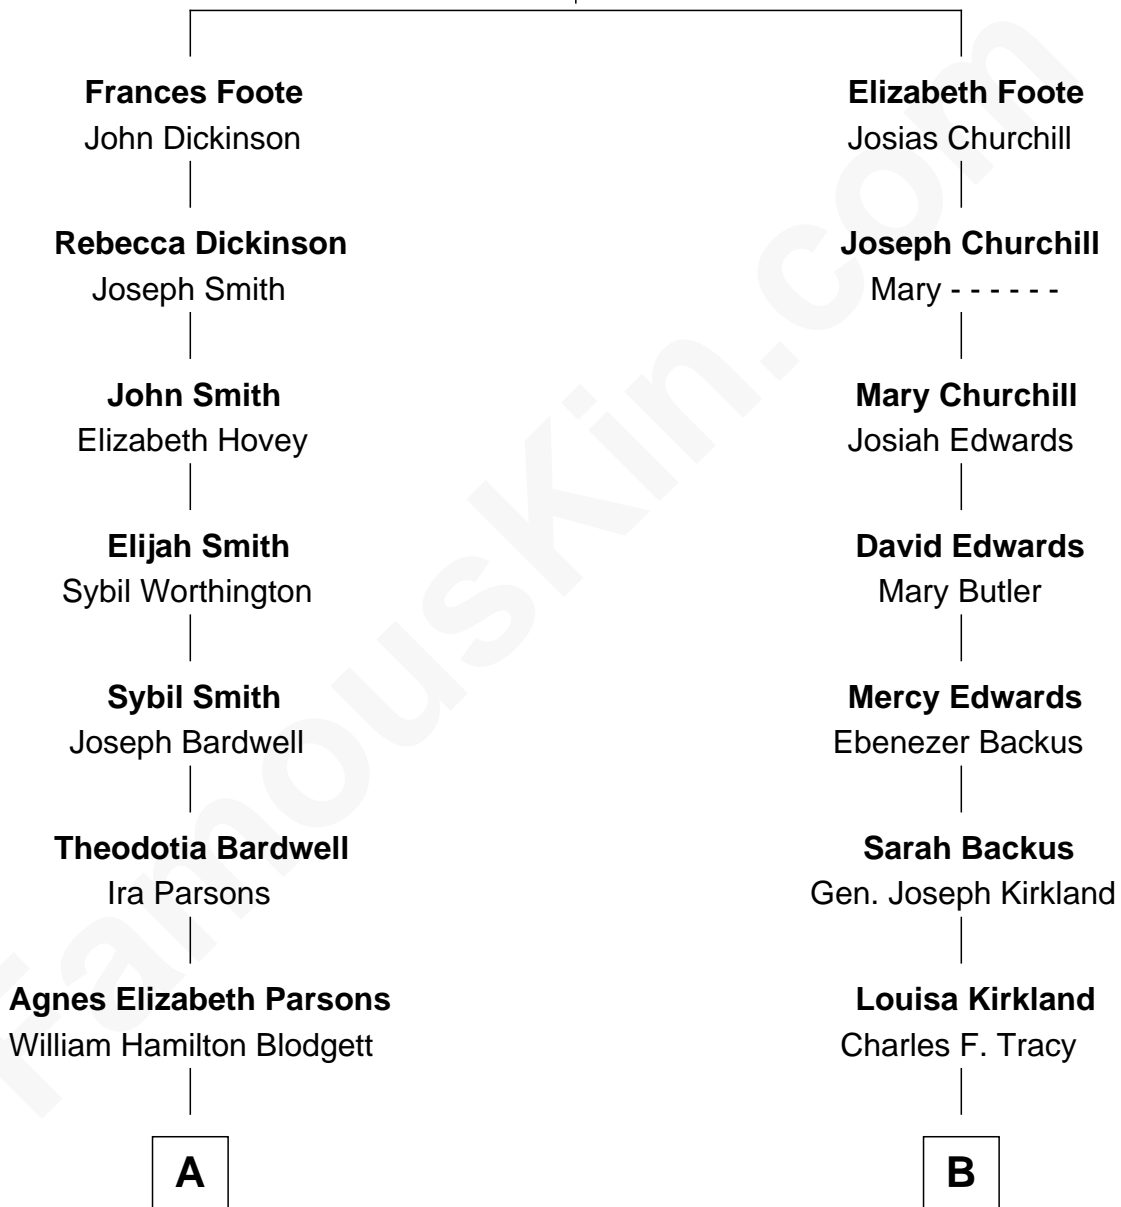 Frances Foote
John Dickinson
Elizabeth Foote
Josias Churchill
Rebecca Dickinson
Joseph Smith
Joseph Churchill
Mary - - - - - -
John Smith
Elizabeth Hovey
Mary Churchill
Josiah Edwards
Elijah Smith
Sybil Worthington
David Edwards
Mary Butler
Sybil Smith
Joseph Bardwell
Mercy Edwards
Ebenezer Backus
Theodotia Bardwell
Ira Parsons
Sarah Backus
Gen. Joseph Kirkland
Agnes Elizabeth Parsons
William Hamilton Blodgett
Louisa Kirkland
Charles F. Tracy
A
B
FamousKin.com